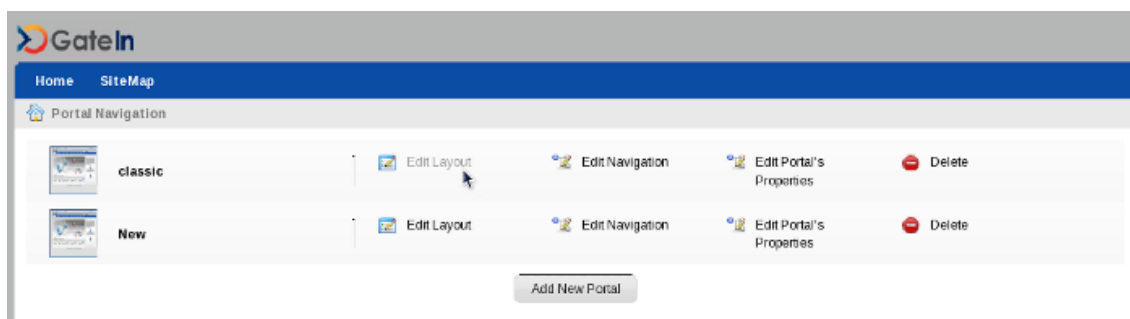 GateIn
Home SiteMap
Portal Navigation
classic Edit Layout Edit Navigation Edit Portal's Properties Delete
New Edit Layout Edit Navigation Edit Portal's Properties Delete
Add New Portal